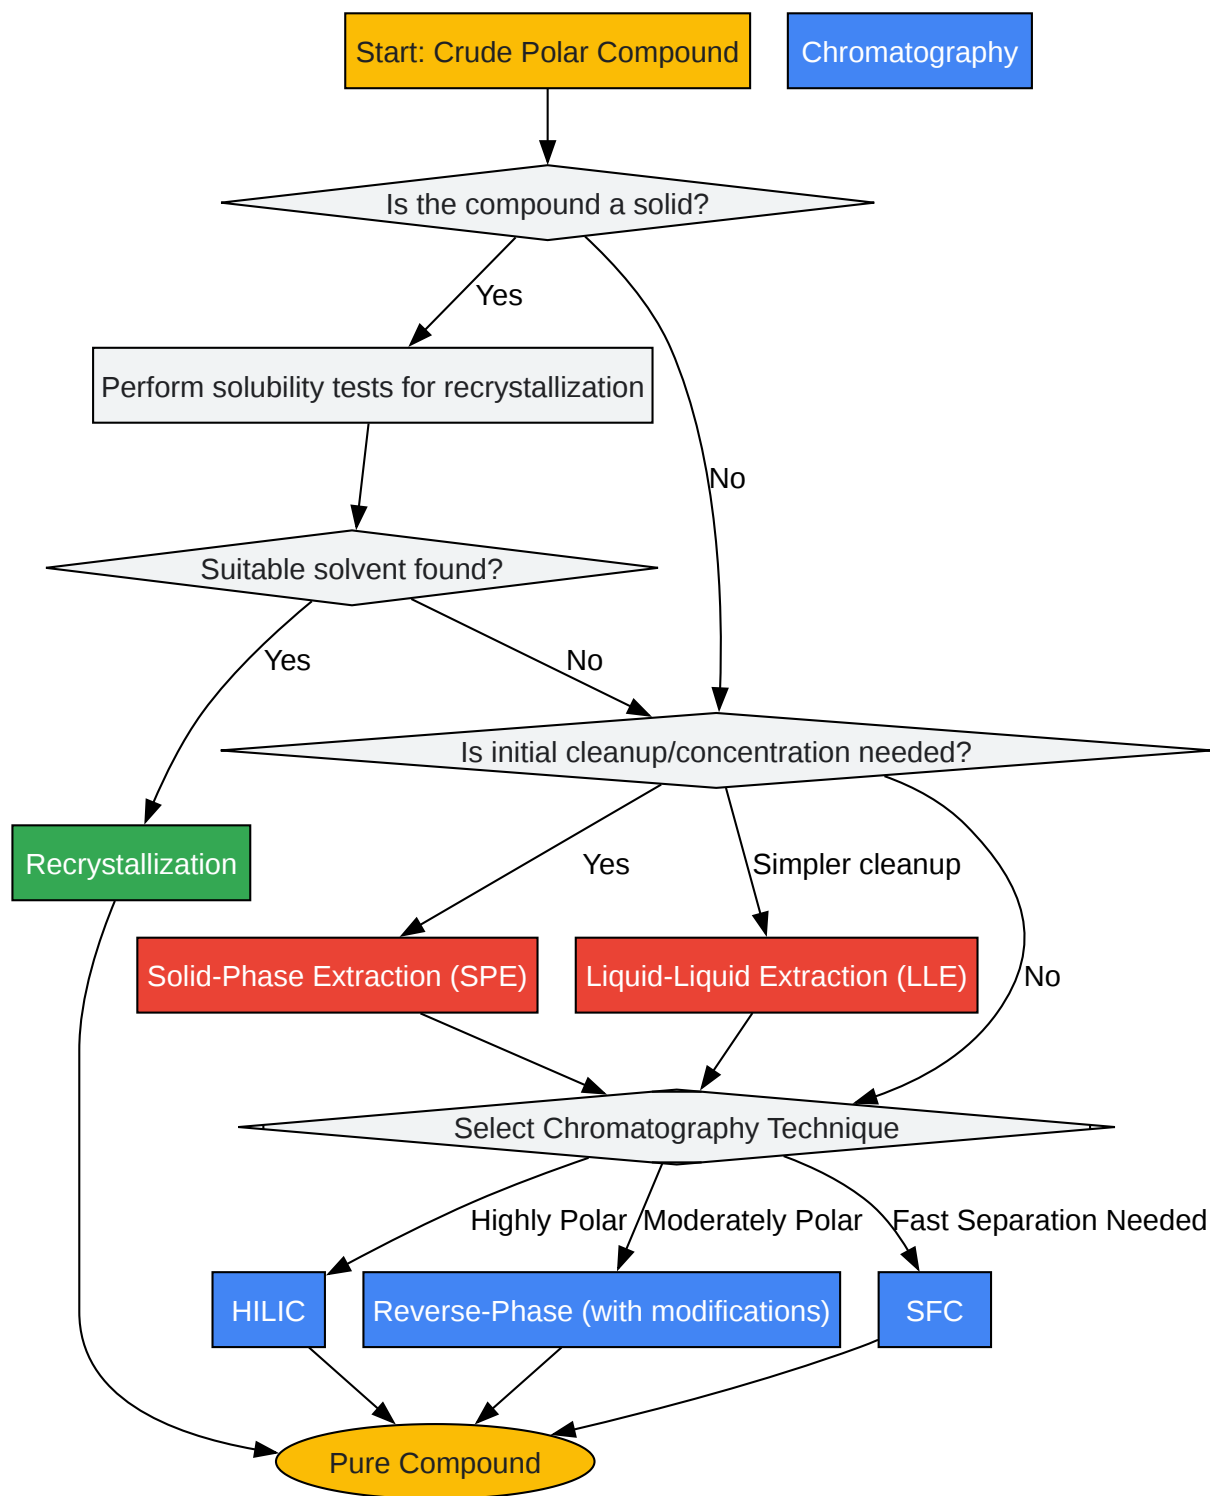 Start: Crude Polar Compound
Chromatography
Is the compound a solid?
Yes
Perform solubility tests for recrystallization
No
Suitable solvent found?
Yes
No
Is initial cleanup/concentration needed?
Recrystallization
Yes
Simpler cleanup
Solid-Phase Extraction (SPE)
Liquid-Liquid Extraction (LLE)
No
Select Chromatography Technique
Highly Polar
Moderately Polar
Fast Separation Needed
HILIC
Reverse-Phase (with modifications)
SFC
Pure Compound